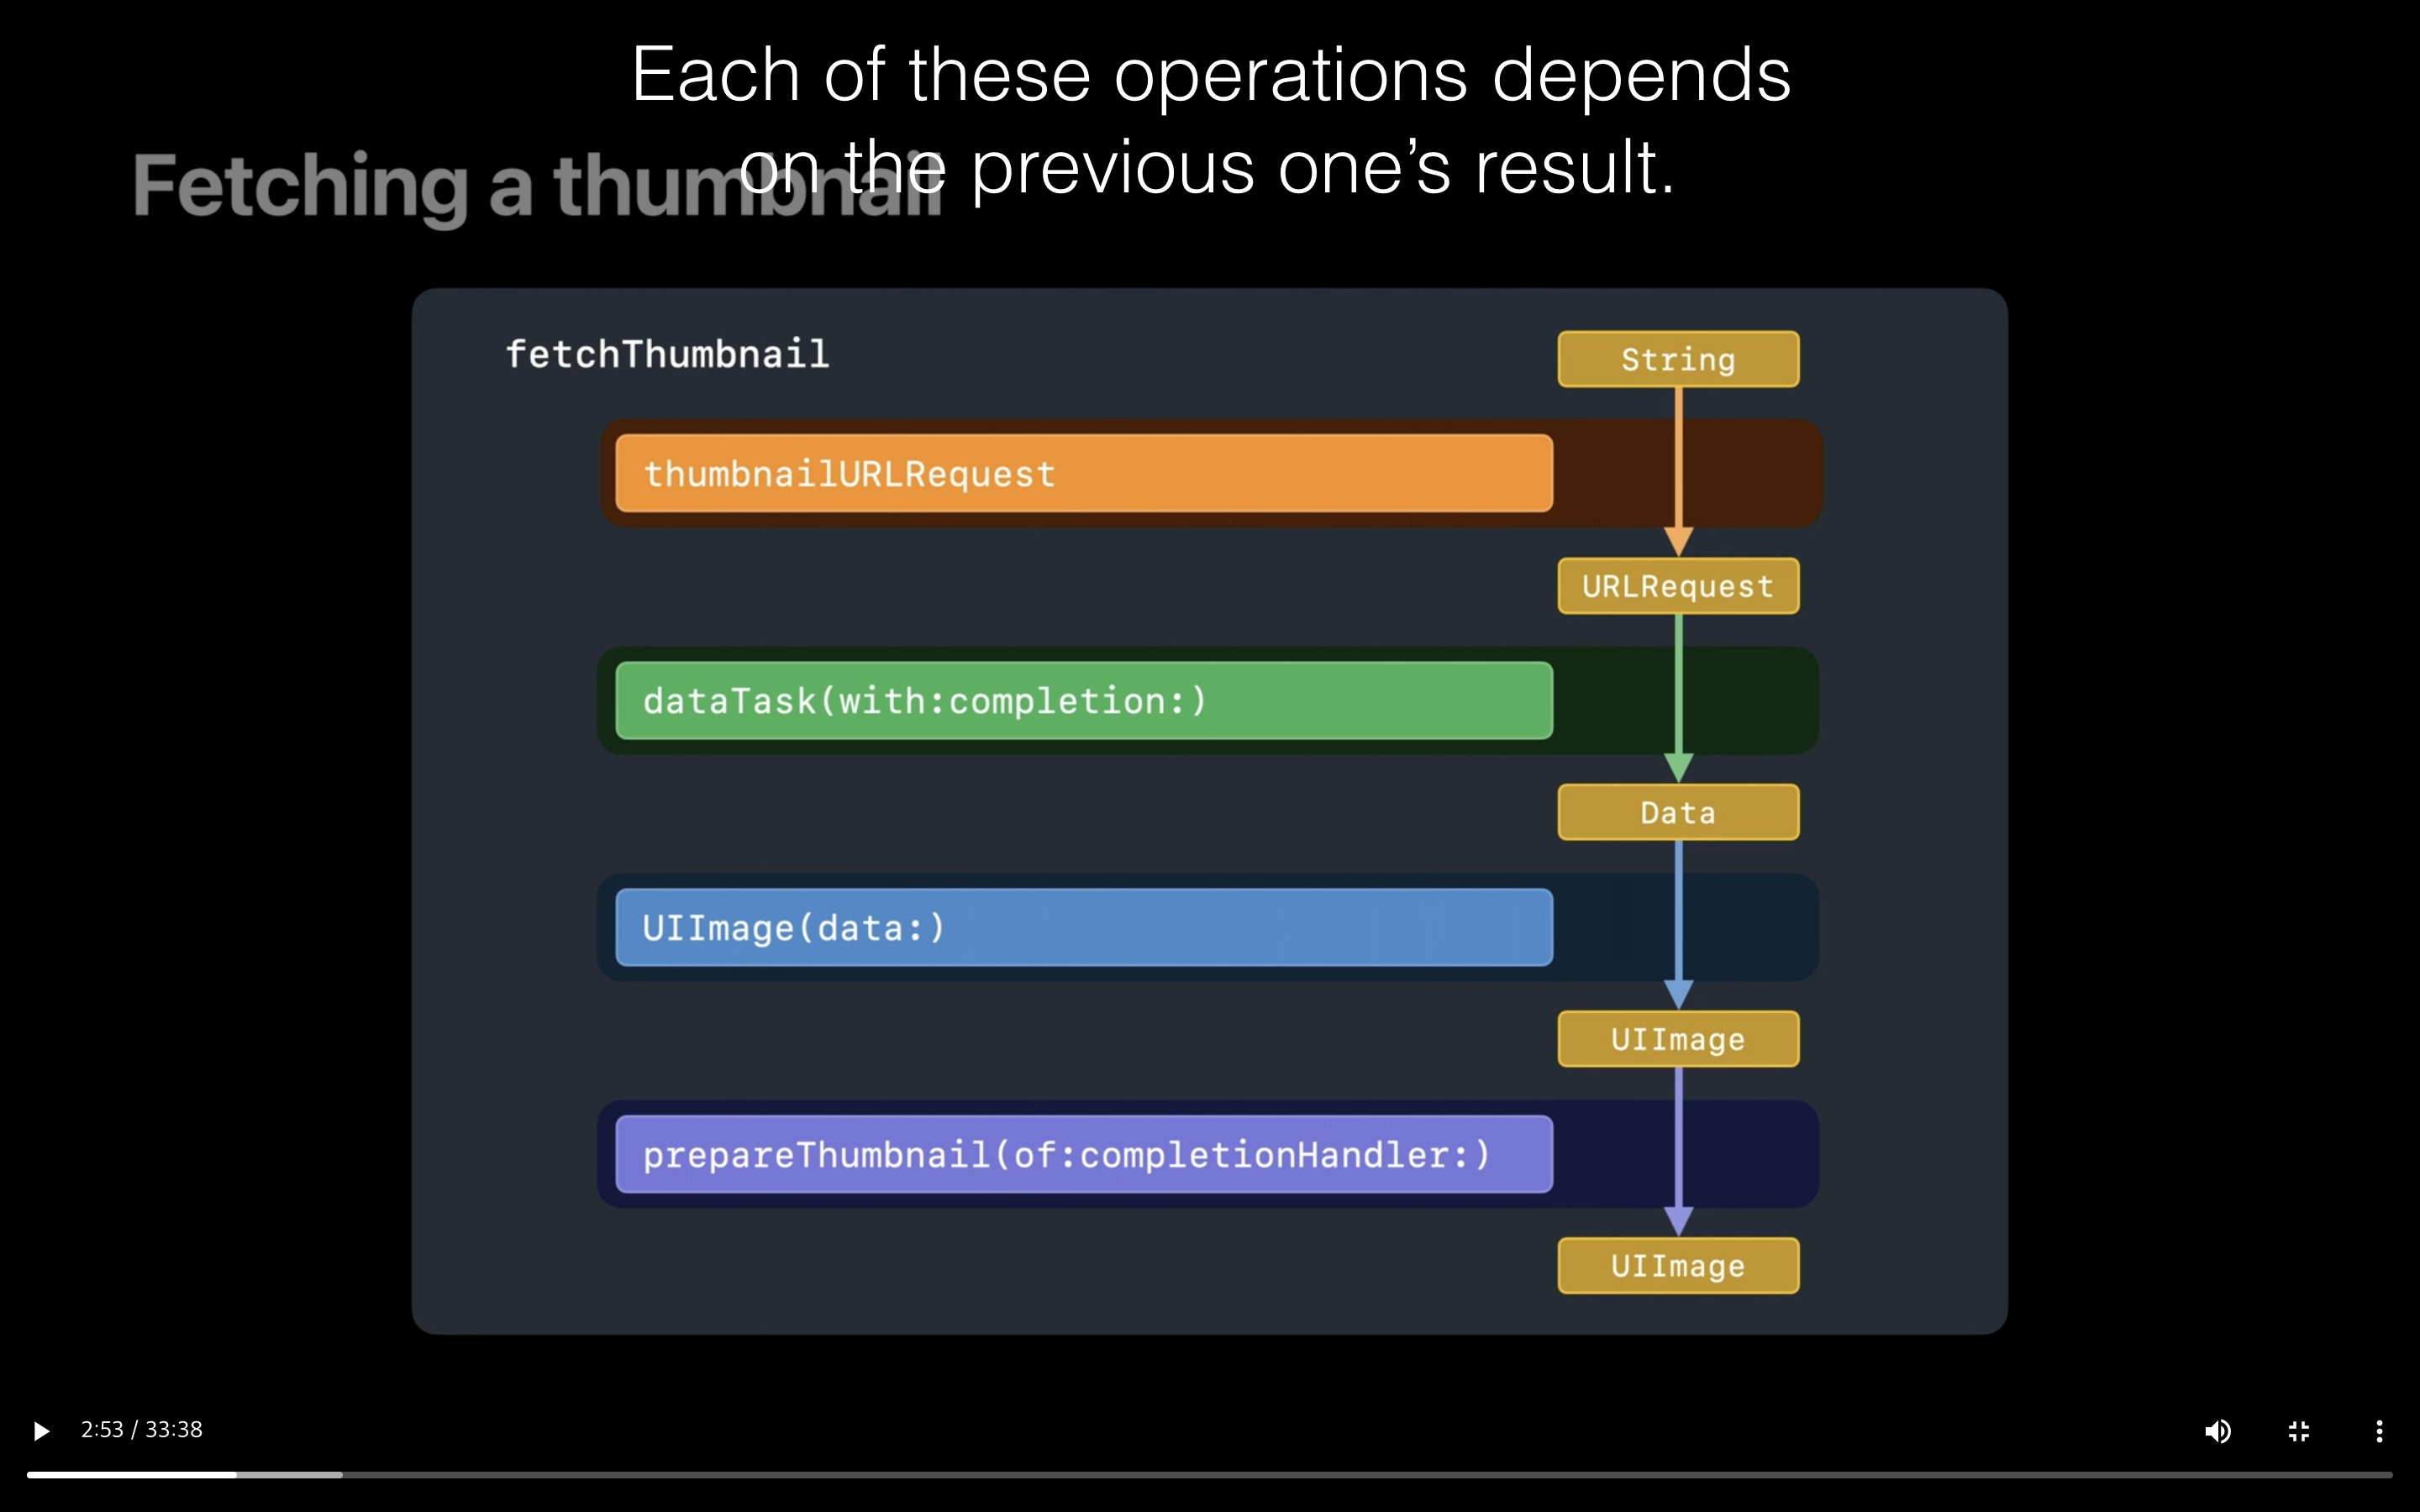 Each of these operations depends
on the previous one’s result.
Fetching a thumbnail
fetchThumbnail
String
thumbnailURLRequest
URLRequest
dataTask(with:completion:)
Data
UIImage(data:)
UIImage
prepareThumbnail(of:completionHandler:)
UIImage
2:53 / 33:38